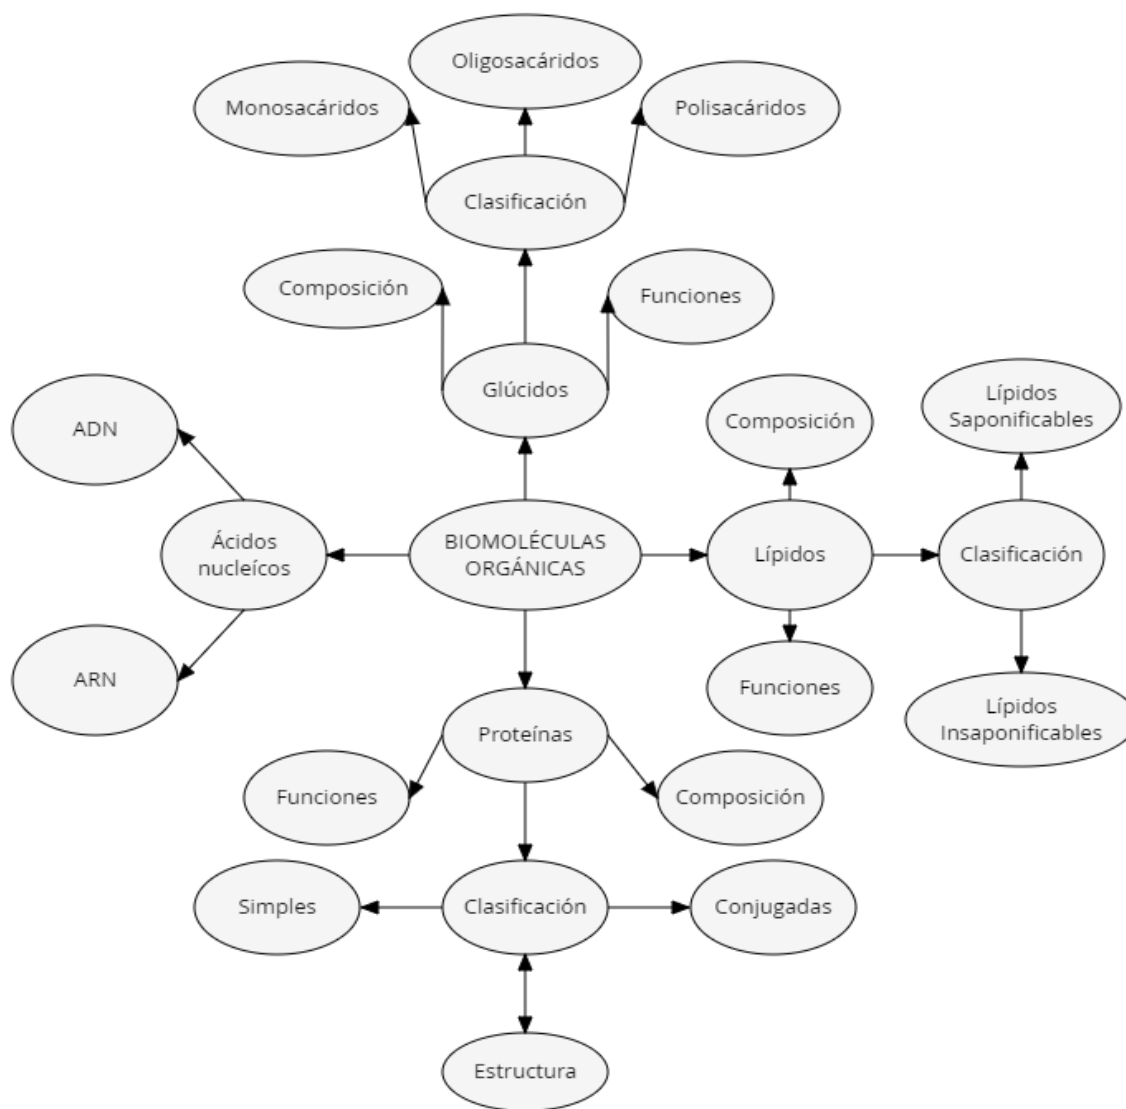 Oligosacáridos
Monosacáridos
Polisacáridos
Clasificación
Composición
Funciones
Glúcidos
Lípidos
Saponificables
Composición
ADN
Ácidos
nucleícos
BIOMOLÉCULAS
ORGÁNICAS
Lípidos
Clasificación
ARN
Funciones
Lípidos
Insaponificables
Proteínas
Funciones
Composición
Simples
Clasificación
Conjugadas
Estructura